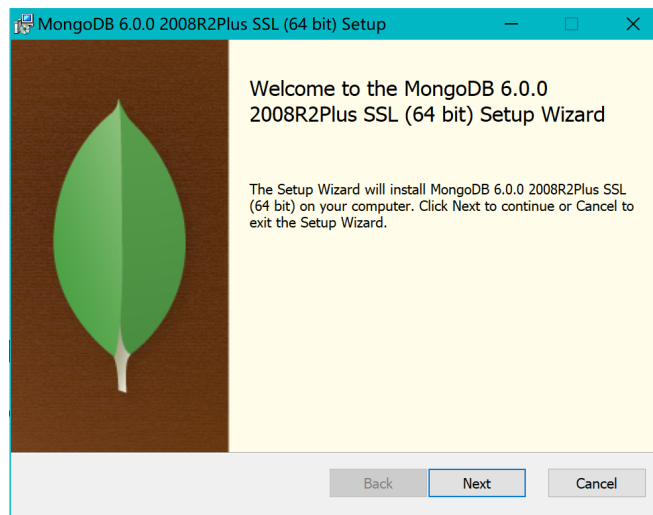 MongoDB 6.0.0 2008R2Plus SSL (64 bit) Setup
Welcome to the MongoDB 6.0.0
2008R2Plus SSL (64 bit) Setup Wizard
The Setup Wizard will install MongoDB 6.0.0 2008R2Plus SSL
(64 bit) on your computer. Click Next to continue or Cancel to
exit the Setup Wizard.
Back Next Cancel